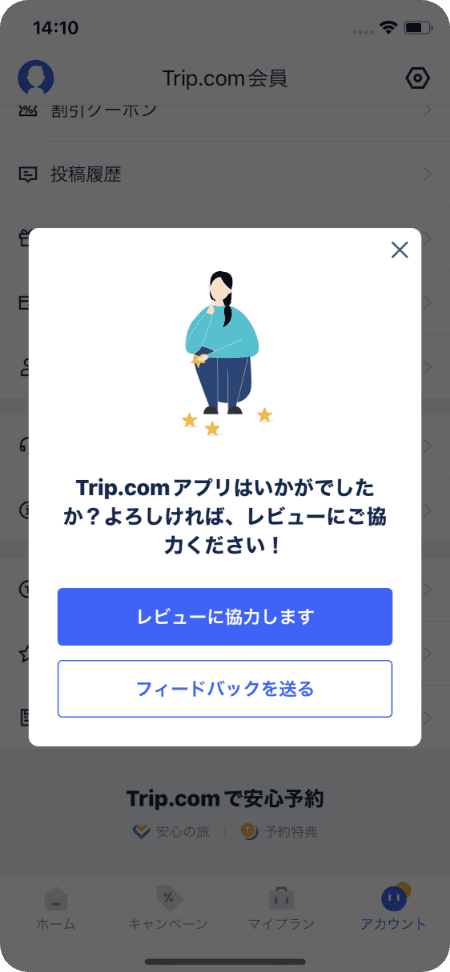 14:10
Trip.com会員
割引クーポン
投稿履歴
Trip.comアプリはいかがでした
か？よろしければ、レビューにご協
力ください！
レビューに協力します
フィードバックを送る
Trip.comで安心予約
安心の旅 | 予約特典
ホーム キャンペーン マイプラン アカウント